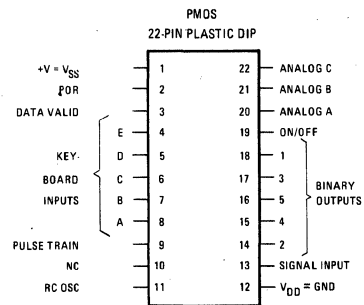 PMOS
22-PIN PLASTIC DIP
+V = VSS 1 22 ANALOG C
POR 2 21 ANALOG B
DATA VALID 3 20 ANALOG A
E 4 19 ON/OFF
KEY- D 5 18 1
BOARD C 6 17 3 BINARY
INPUTS B 7 16 5 OUTPUTS
A 8 15 4
PULSE TRAIN 9 14 2
NC 10 13 SIGNAL INPUT
RC OSC 11 12 VDD = GND